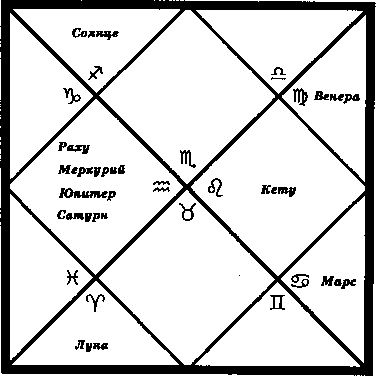 Солнце
♐ ♎
♑ ♍ Венера
Раху
Меркурий
Юпитер
Сатурн
♏
♒ ♌
♉
Кету
♓ ♋ Марс
♈ ♊
Луна